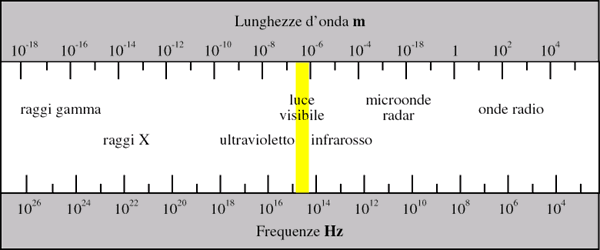 Lunghezze d'onda m
10⁻¹⁸ 10⁻¹⁶ 10⁻¹⁴ 10⁻¹² 10⁻¹⁰ 10⁻⁸ 10⁻⁶ 10⁻⁴ 10⁻¹⁸ 1 10² 10⁴
raggi gamma luce visibile microonde radar onde radio
raggi X ultravioletto infrarosso
10²⁶ 10²⁴ 10²² 10²⁰ 10¹⁸ 10¹⁶ 10¹⁴ 10¹² 10¹⁰ 10⁸ 10⁶ 10⁴
Frequenze Hz